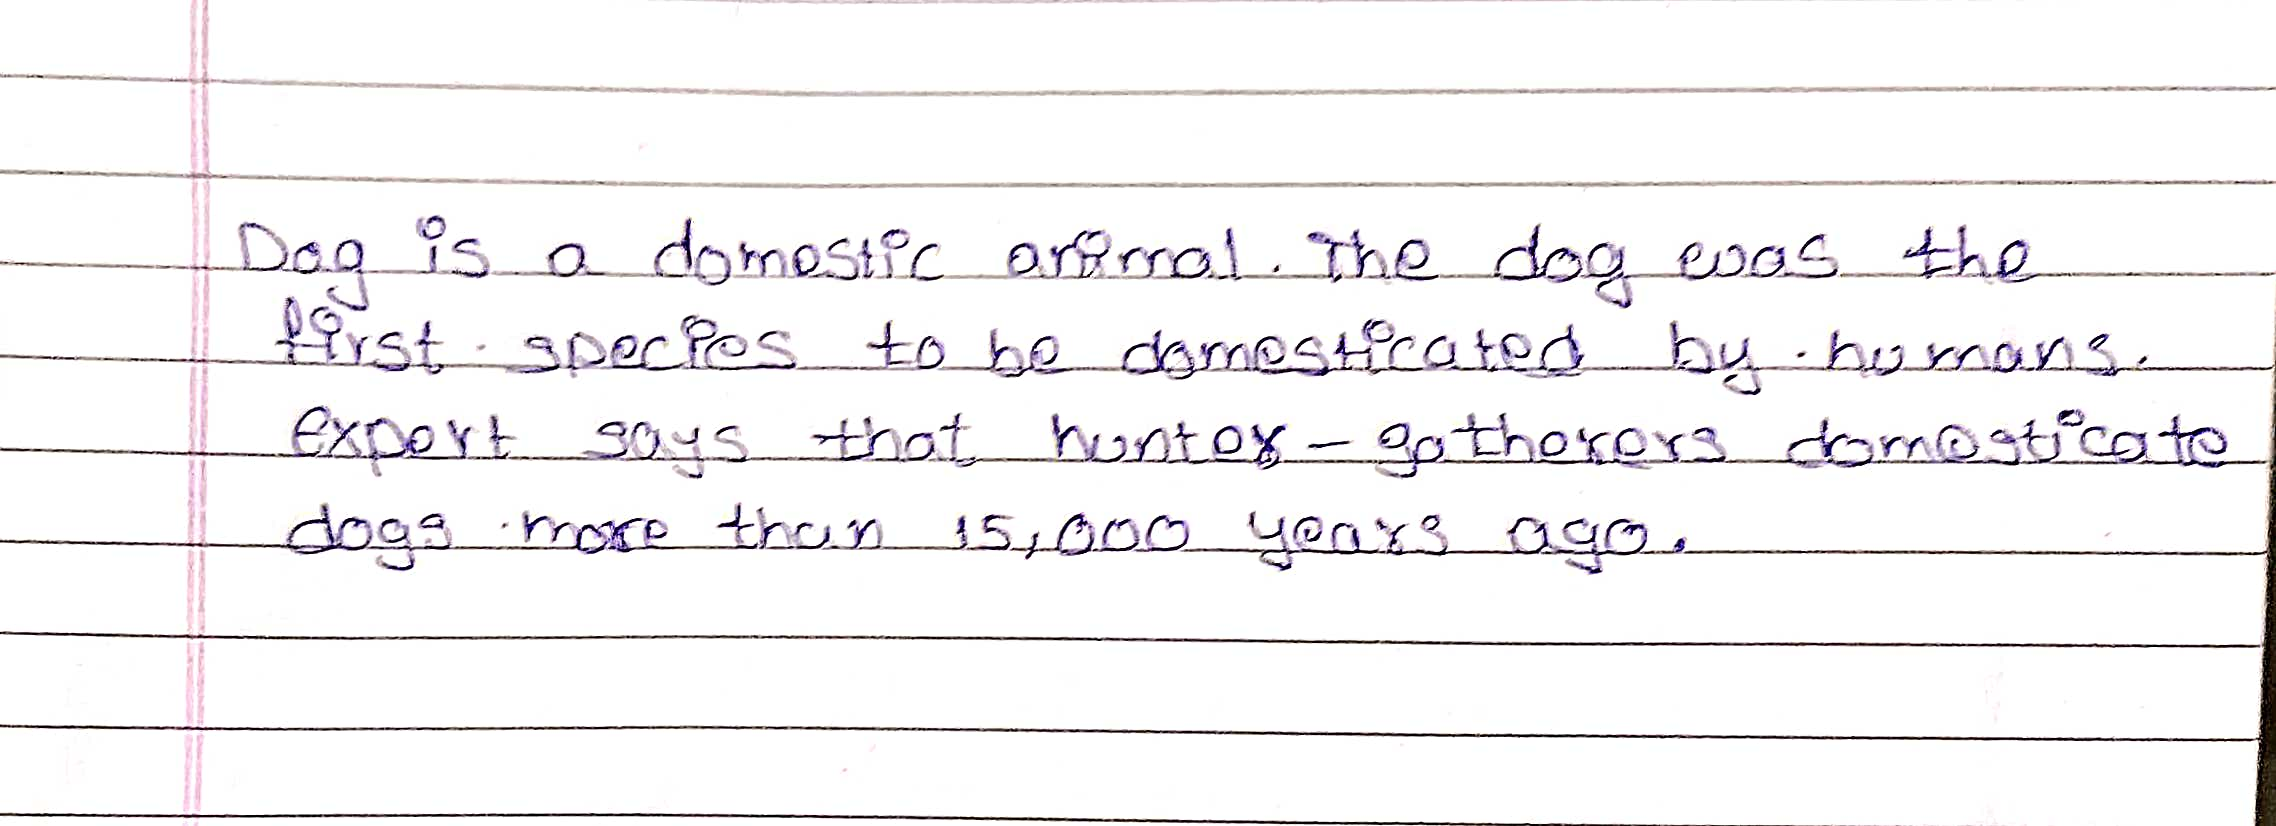 Dog is a domestic animal. The dog was the
first species to be domesticated by humans.
expert says that hunter-gatherers domesticate
dogs more than 15,000 years ago.